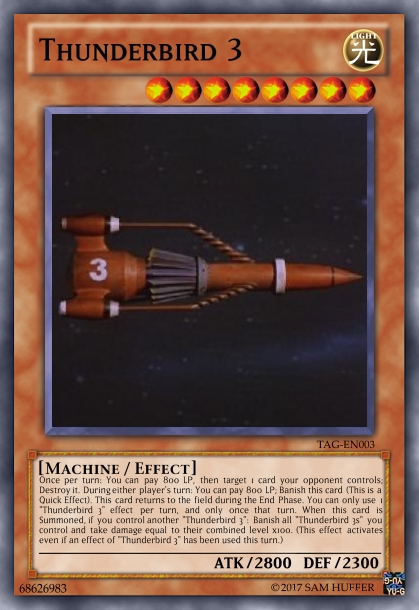 THUNDERBIRD 3
LIGHT
光
3
TAG-EN003
[MACHINE / EFFECT]
Once per turn: You can pay 800 LP, then target 1 card your opponent controls;
Destroy it. During either player's turn: You can pay 800 LP; Banish this card (This is a
Quick Effect). This card returns to the field during the End Phase. You can only use 1
"Thunderbird 3" effect per turn, and only once that turn. When this card is
Summoned, if you control another "Thunderbird 3": Banish all "Thunderbird 3s" you
control and take damage equal to their combined level x100. (This effect activates
even if an effect of "Thunderbird 3" has been used this turn.)
ATK/2800 DEF/2300
68626983
©2017 SAM HUFFER